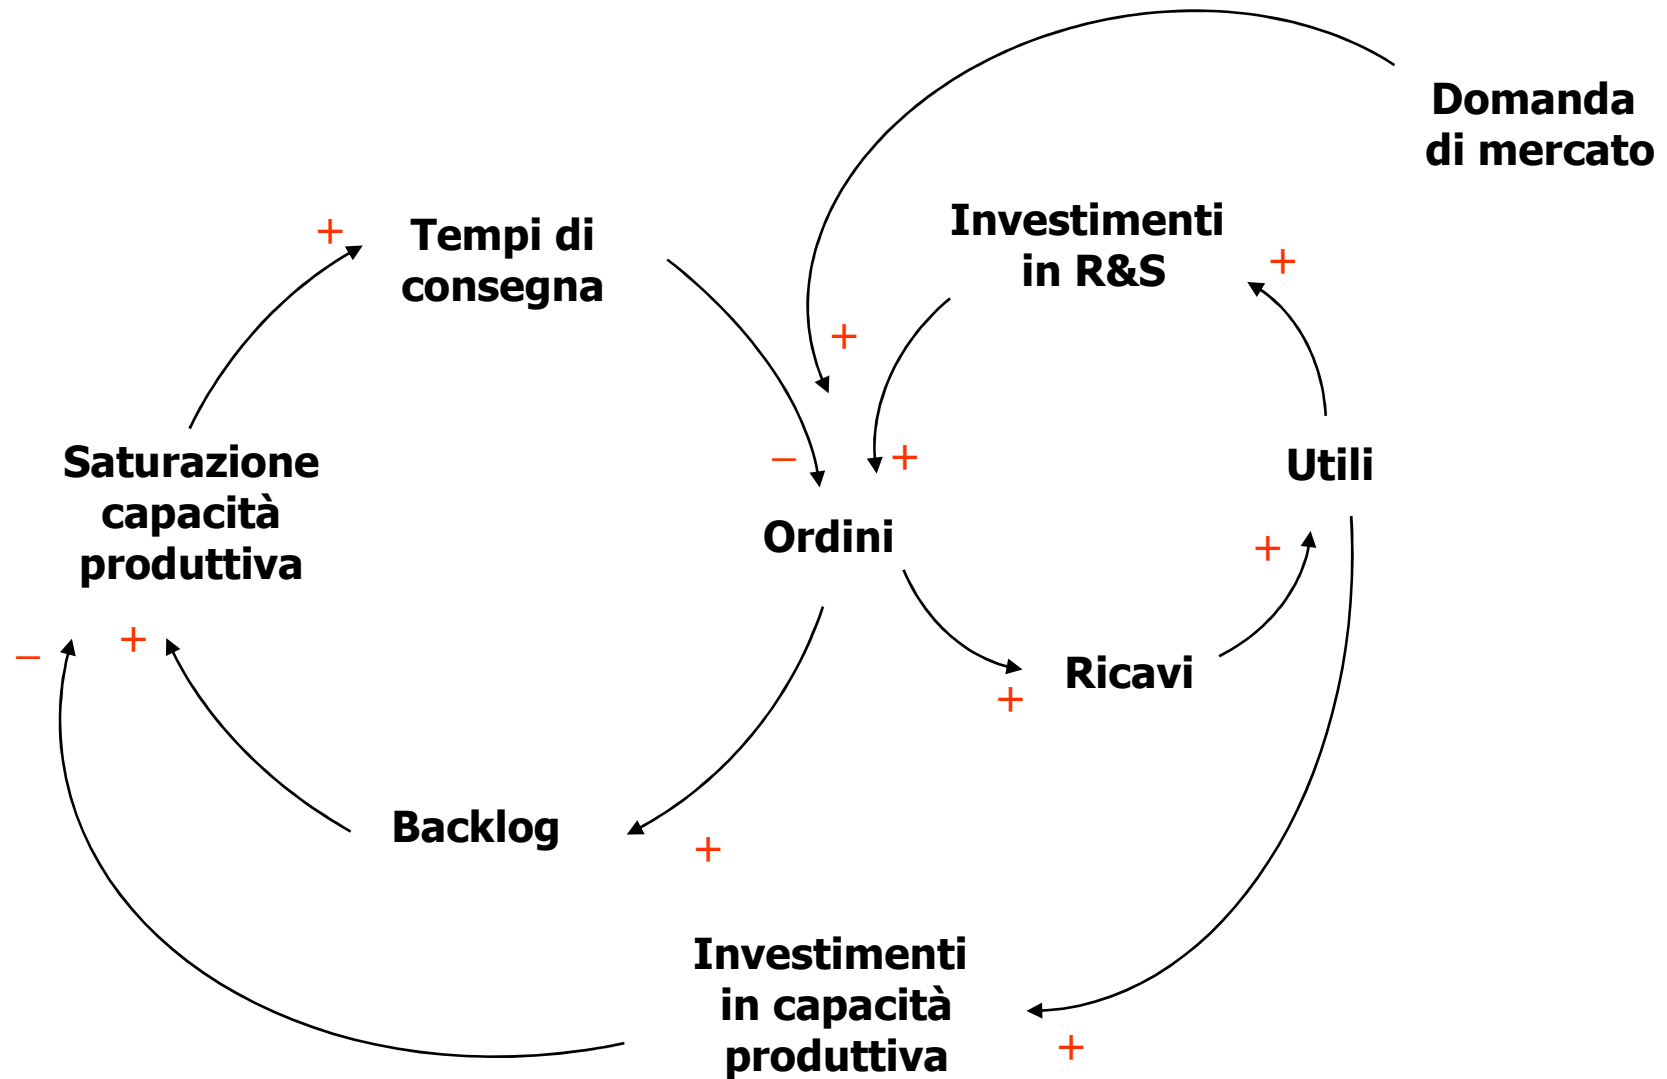 Domanda
di mercato
Investimenti
in R&S
+
+
Tempi di
consegna
+
+
Saturazione
capacità
produttiva
Utili
–
+
Ordini
+
–
+
Ricavi
+
Backlog
+
Investimenti
in capacità
produttiva
+